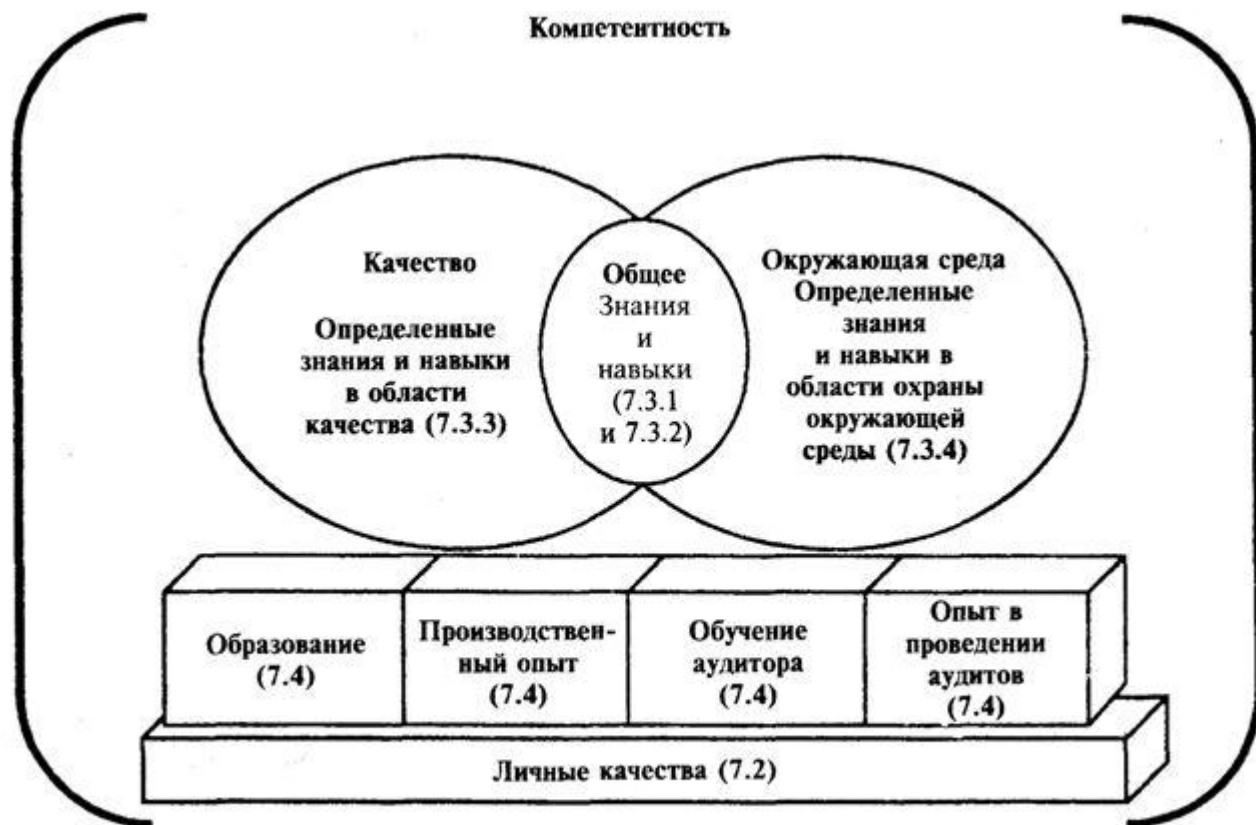 Компетентность
Качество
Определенные
знания и навыки
в области
качества (7.3.3)
Общее
Знания
и
навыки
(7.3.1
и 7.3.2)
Окружающая среда
Определенные
знания
и навыки в
области охраны
окружающей
среды (7.3.4)
Образование
(7.4)
Производствен-
ный опыт
(7.4)
Обучение
аудитора
(7.4)
Опыт в
проведении
аудитов
(7.4)
Личные качества (7.2)